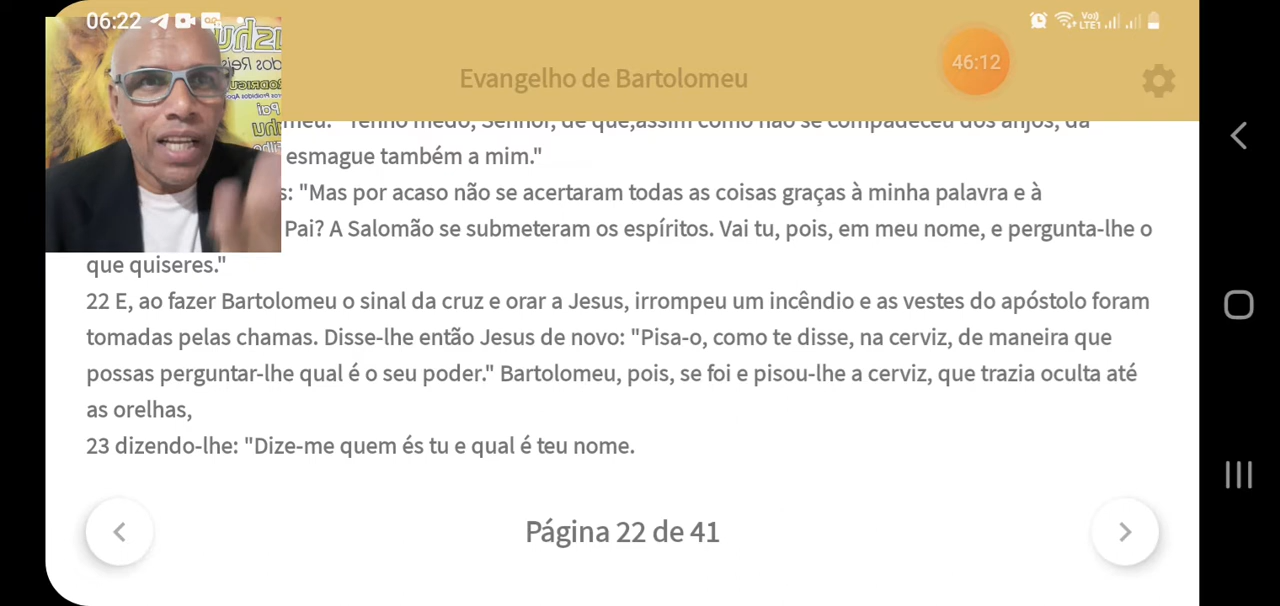 06:22
Vo))
LTE1
46:12
Evangelho de Bartolomeu
dos Reis
esmague também a mim."
"Mas por acaso não se acertaram todas as coisas graças à minha palavra e à
Pai? A Salomão se submeteram os espíritos. Vai tu, pois, em meu nome, e pergunta-lhe o
que quiseres."
22 E, ao fazer Bartolomeu o sinal da cruz e orar a Jesus, irrompeu um incêndio e as vestes do apóstolo foram
tomadas pelas chamas. Disse-lhe então Jesus de novo: "Pisa-o, como te disse, na cerviz, de maneira que
possas perguntar-lhe qual é o seu poder." Bartolomeu, pois, se foi e pisou-lhe a cerviz, que trazia oculta até
as orelhas,
23 dizendo-lhe: "Dize-me quem és tu e qual é teu nome.
Página 22 de 41